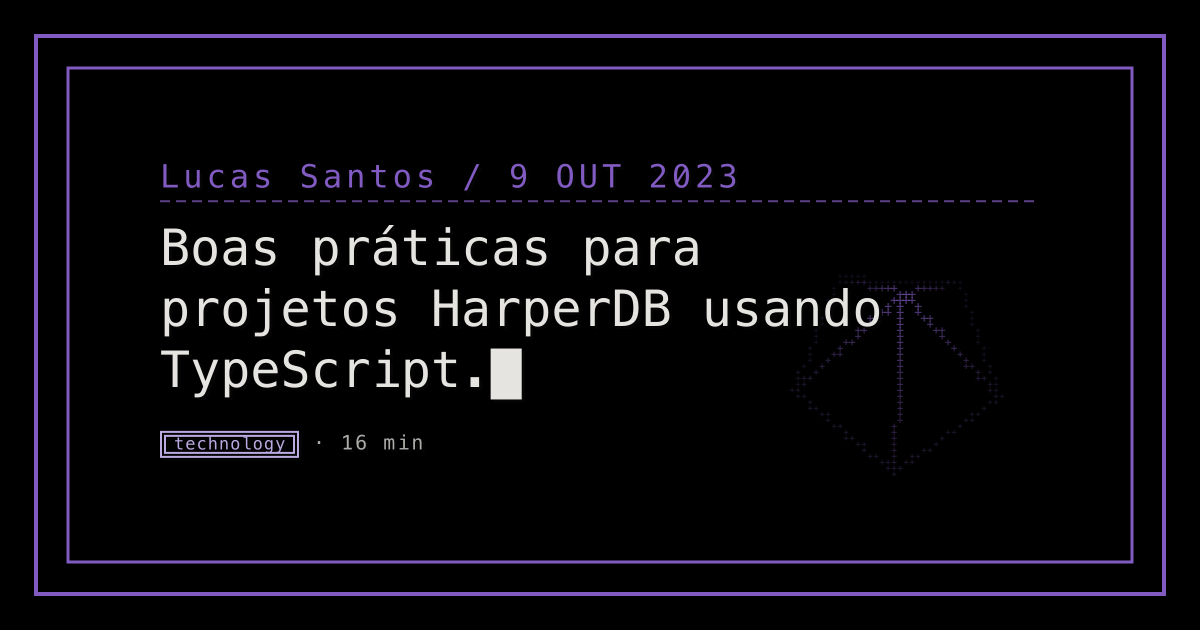 Lucas Santos / 9 OUT 2023
Boas práticas para
projetos HarperDB usando
TypeScript.
technology · 16 min